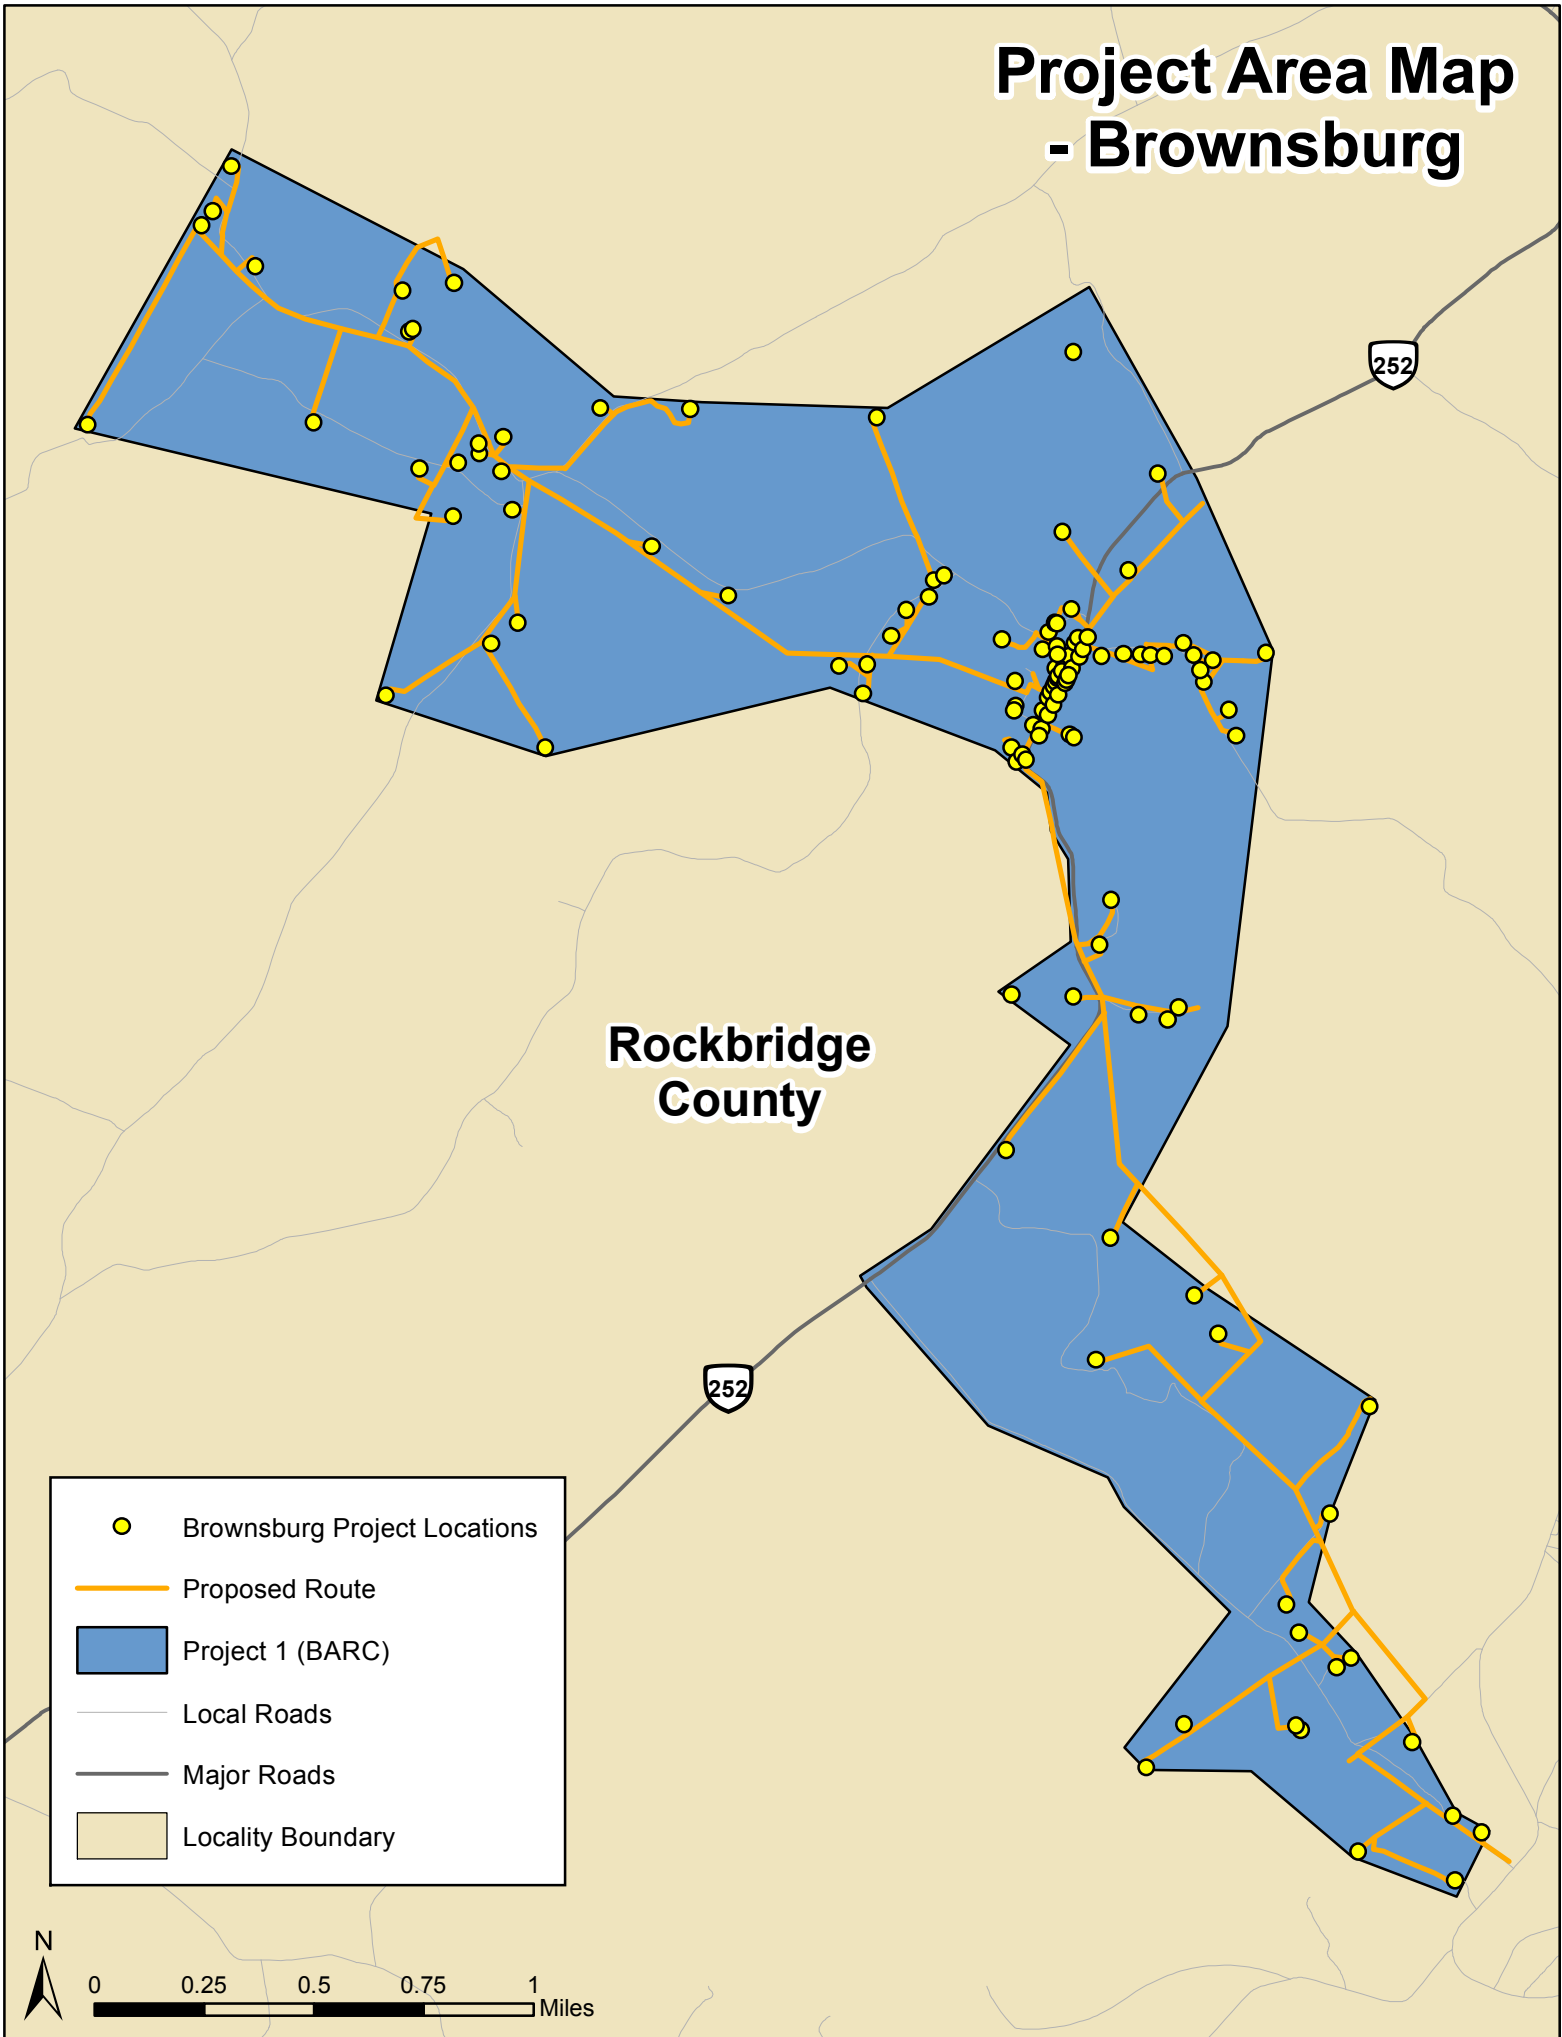 Project Area Map
- Brownsburg
252
Rockbridge
County
252
Brownsburg Project Locations
Proposed Route
Project 1 (BARC)
Local Roads
Major Roads
Locality Boundary
N
0 0.25 0.5 0.75 1
Miles